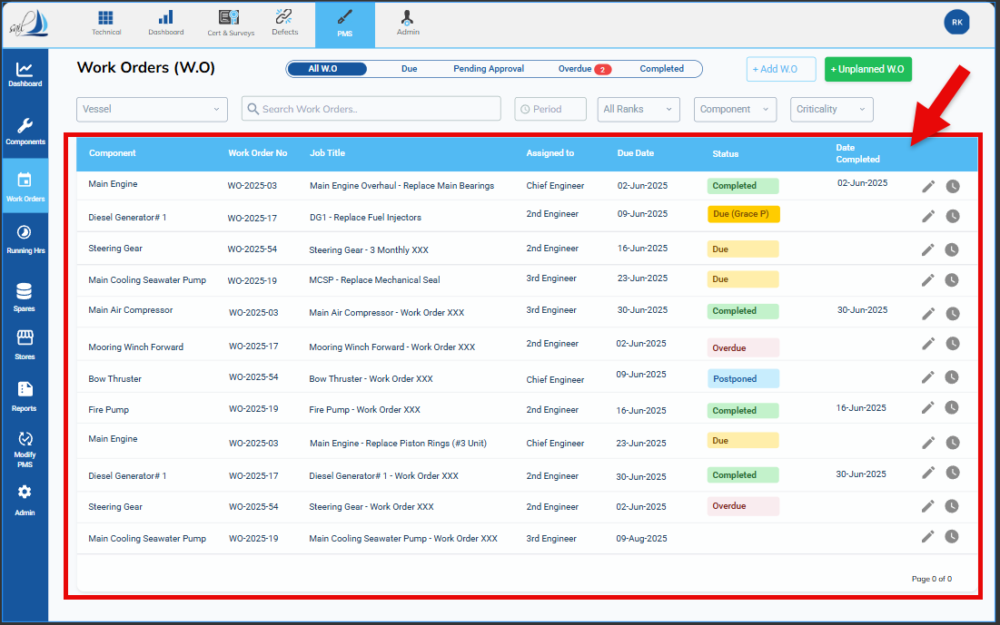 sail
Technical
Dashboard
Cert & Surveys
Defects
PMS
Admin
RK
Dashboard
Components
Work Orders
Running Hrs
Spares
Stores
Reports
Modify
PMS
Admin
Work Orders (W.O)
All W.O Due Pending Approval Overdue 2 Completed
+ Add W.O
+ Unplanned W.O
Vessel
Search Work Orders..
Period
All Ranks
Component
Criticality
Component Work Order No Job Title Assigned to Due Date Status Date
Completed
Main Engine WO-2025-03 Main Engine Overhaul - Replace Main Bearings Chief Engineer 02-Jun-2025 Completed 02-Jun-2025
Diesel Generator# 1 WO-2025-17 DG1 - Replace Fuel Injectors 2nd Engineer 09-Jun-2025 Due (Grace P)
Steering Gear WO-2025-54 Steering Gear - 3 Monthly XXX 2nd Engineer 16-Jun-2025 Due
Main Cooling Seawater Pump WO-2025-19 MCSP - Replace Mechanical Seal 3rd Engineer 23-Jun-2025 Due
Main Air Compressor WO-2025-03 Main Air Compressor - Work Order XXX 3rd Engineer 30-Jun-2025 Completed 30-Jun-2025
Mooring Winch Forward WO-2025-17 Mooring Winch Forward - Work Order XXX 2nd Engineer 02-Jun-2025 Overdue
Bow Thruster WO-2025-54 Bow Thruster - Work Order XXX Chief Engineer 09-Jun-2025 Postponed
Fire Pump WO-2025-19 Fire Pump - Work Order XXX 2nd Engineer 16-Jun-2025 Completed 16-Jun-2025
Main Engine WO-2025-03 Main Engine - Replace Piston Rings (#3 Unit) Chief Engineer 23-Jun-2025 Due
Diesel Generator# 1 WO-2025-17 Diesel Generator# 1 - Work Order XXX 2nd Engineer 30-Jun-2025 Completed 30-Jun-2025
Steering Gear WO-2025-54 Steering Gear - Work Order XXX 2nd Engineer 02-Jun-2025 Overdue
Main Cooling Seawater Pump WO-2025-19 Main Cooling Seawater Pump - Work Order XXX 3rd Engineer 09-Aug-2025
Page 0 of 0